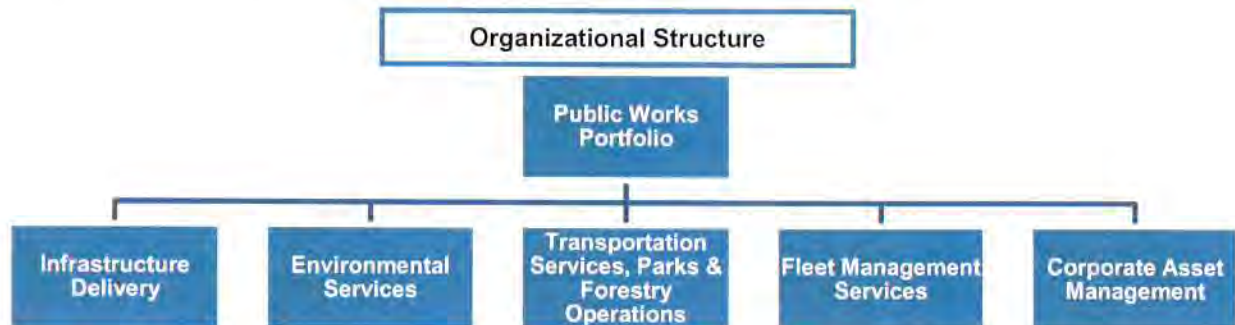 Organizational Structure
Public Works
Portfolio
Infrastructure
Delivery
Environmental
Services
Transportation
Services, Parks &
Forestry
Operations
Fleet Management
Services
Corporate Asset
Management